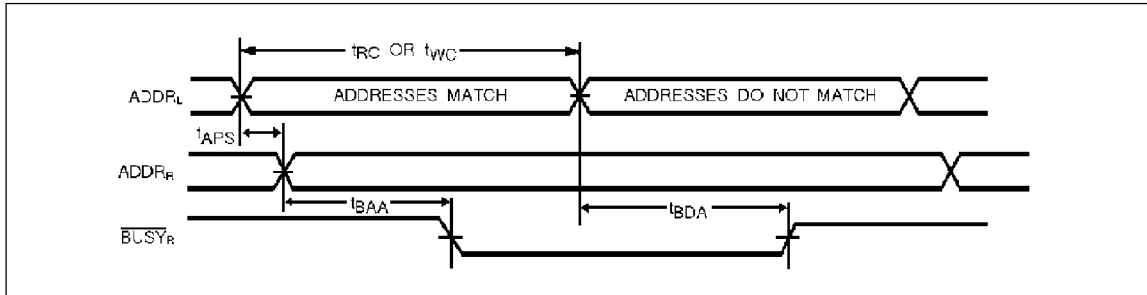 tRC OR tWC
ADDRL
ADDRESSES MATCH
ADDRESSES DO NOT MATCH
tAPS
ADDRR
tBAA
tBDA
BUSYR